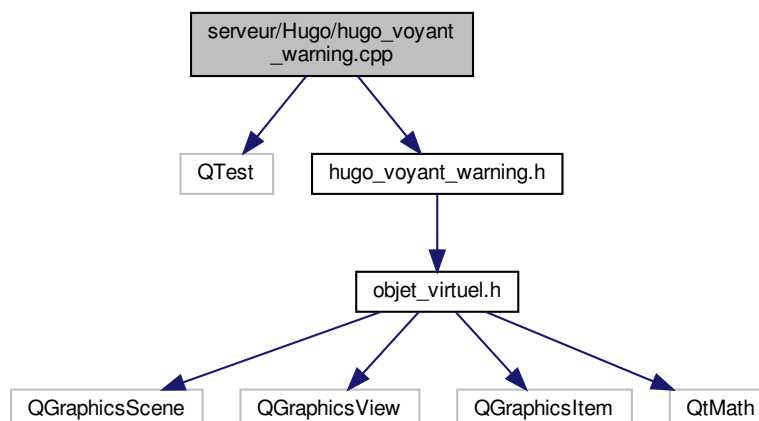 serveur/Hugo/hugo_voyant
_warning.cpp
QTest
hugo_voyant_warning.h
objet_virtuel.h
QGraphicsScene
QGraphicsView
QGraphicsItem
QtMath